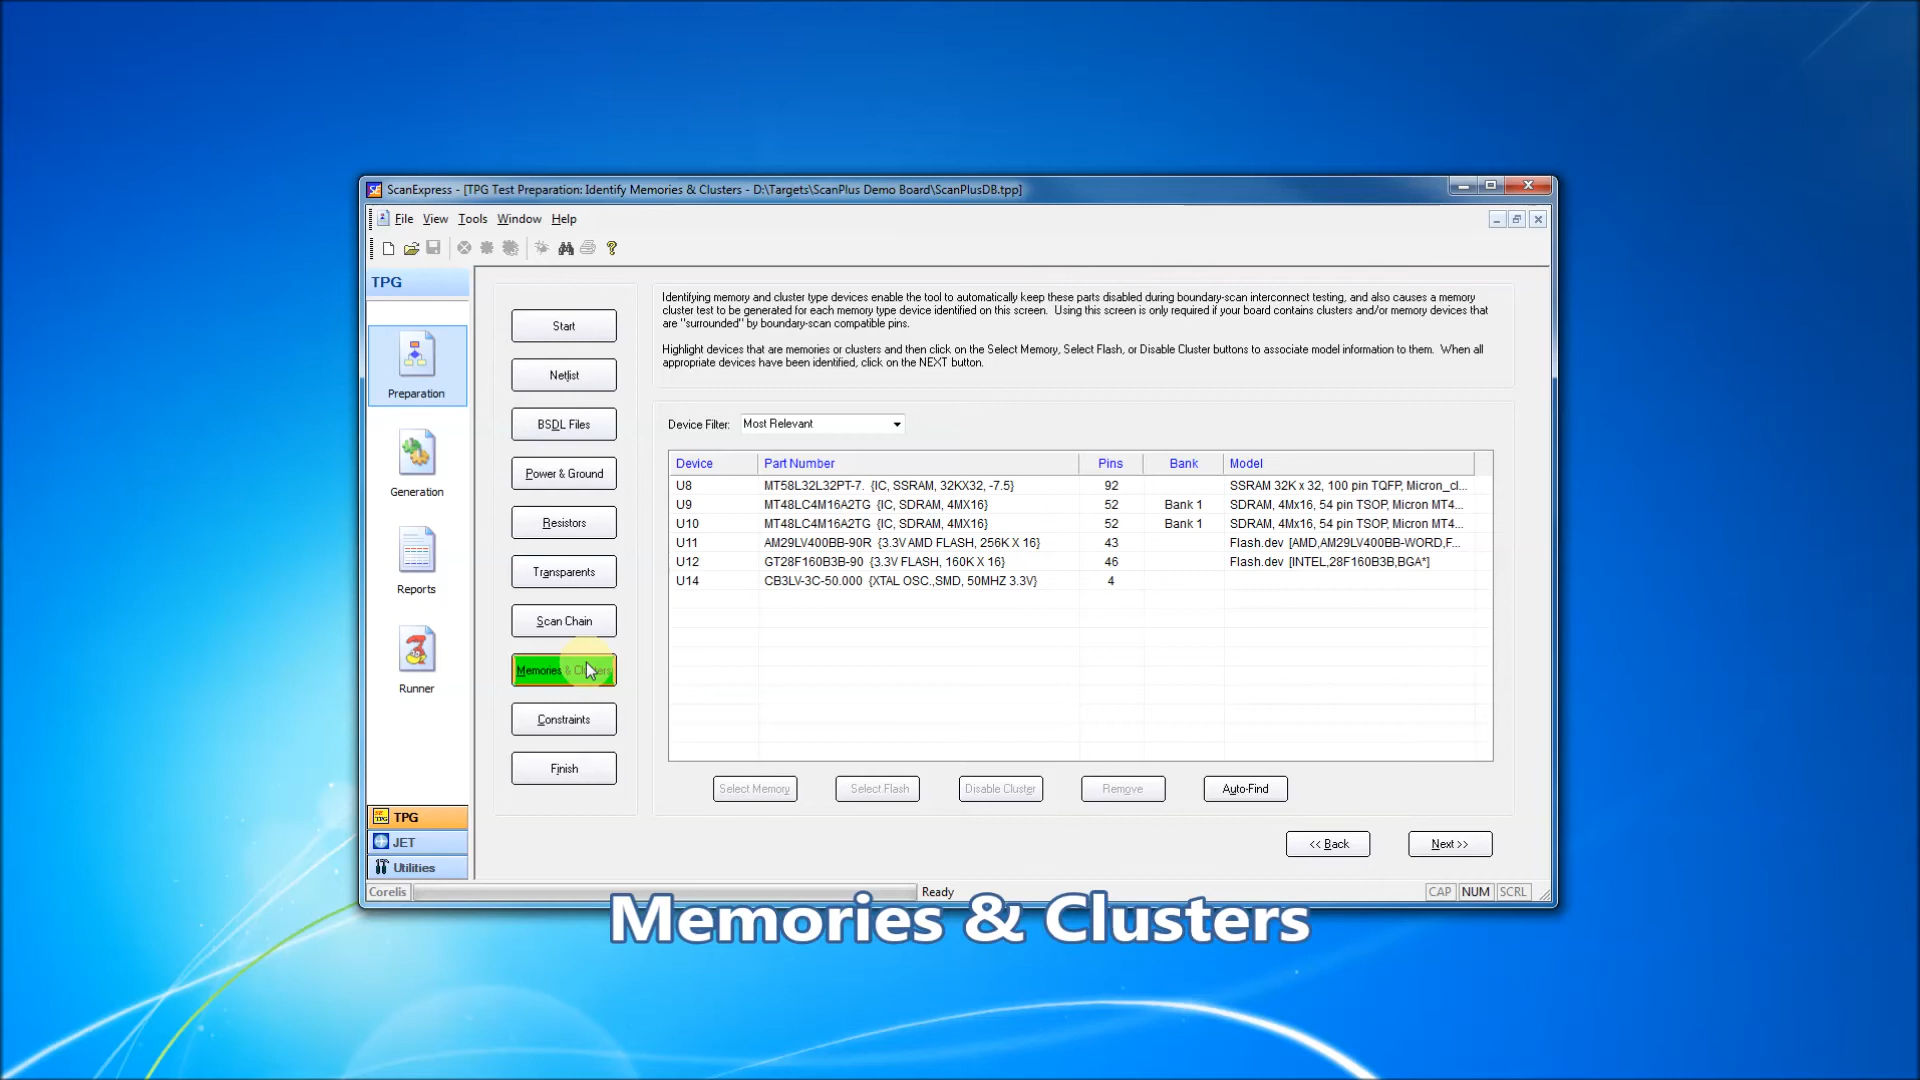 ScanExpress - [TPG Test Preparation: Identify Memories & Clusters - D:\Targets\ScanPlus Demo Board\ScanPlusDB.tpp]
File View Tools Window Help
TPG
Preparation
Generation
Reports
Runner
TPG
JET
Utilities
Start
Netlist
BSDL Files
Power & Ground
Resistors
Transparents
Scan Chain
Memories & Clusters
Constraints
Finish
Identifying memory and cluster type devices enable the tool to automatically keep these parts disabled during boundary-scan interconnect testing, and also causes a memory
cluster test to be generated for each memory type device identified on this screen. Using this screen is only required if your board contains clusters and/or memory devices that
are "surrounded" by boundary-scan compatible pins.
Highlight devices that are memories or clusters and then click on the Select Memory, Select Flash, or Disable Cluster buttons to associate model information to them. When all
appropriate devices have been identified, click on the NEXT button.
Device Filter: Most Relevant
Device Part Number Pins Bank Model
U8 MT58L32L32PT-7. {IC, SSRAM, 32KX32, -7.5} 92 SSRAM 32K x 32, 100 pin TQFP, Micron_cl...
U9 MT48LC4M16A2TG {IC, SDRAM, 4MX16} 52 Bank 1 SDRAM, 4Mx16, 54 pin TSOP, Micron MT4...
U10 MT48LC4M16A2TG {IC, SDRAM, 4MX16} 52 Bank 1 SDRAM, 4Mx16, 54 pin TSOP, Micron MT4...
U11 AM29LV400BB-90R {3.3V AMD FLASH, 256K X 16} 43 Flash.dev [AMD,AM29LV400BB-WORD,F...
U12 GT28F160B3B-90 {3.3V FLASH, 160K X 16} 46 Flash.dev [INTEL,28F160B3B,BGA*]
U14 CB3LV-3C-50.000 {XTAL OSC.,SMD, 50MHZ 3.3V} 4
Select Memory Select Flash Disable Cluster Remove Auto-Find
<< Back Next >>
Corelis Ready CAP NUM SCRL
Memories & Clusters